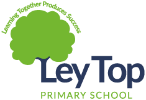 Learning Together Produces Success
Ley Top
PRIMARY SCHOOL